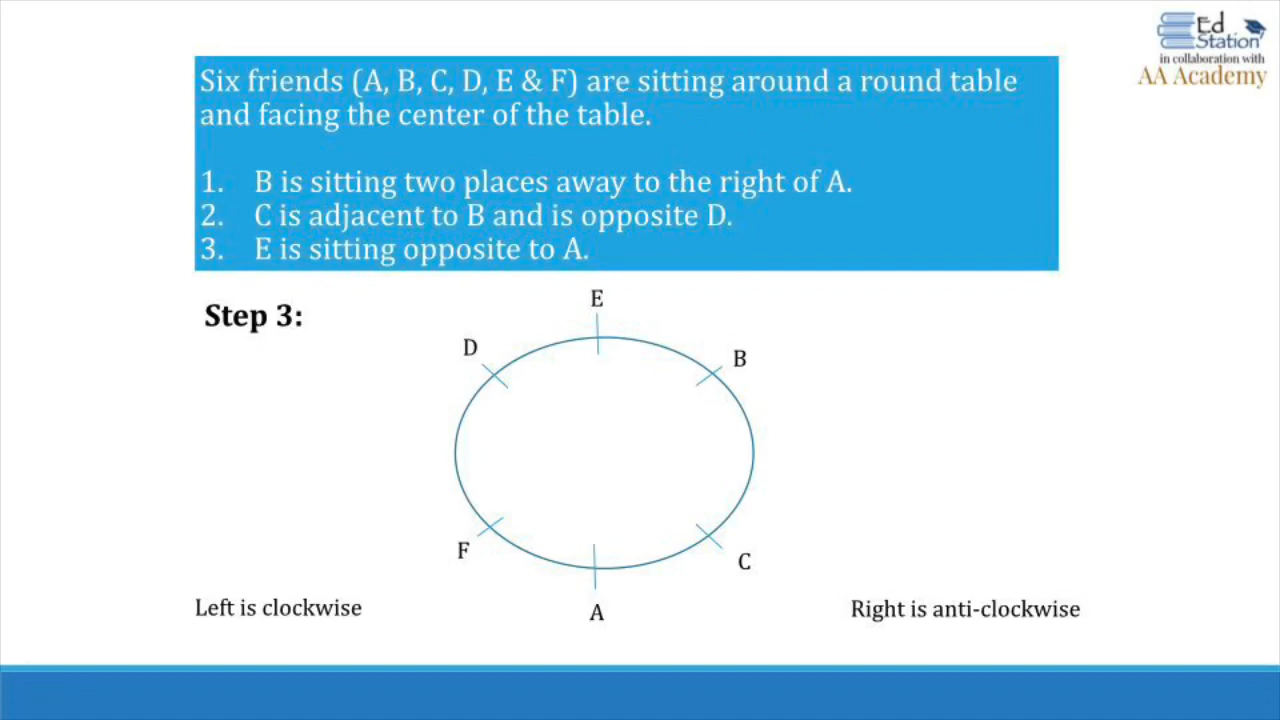 Ed
Station
in collaboration with
AA Academy
Six friends (A, B, C, D, E & F) are sitting around a round table
and facing the center of the table.
1. B is sitting two places away to the right of A.
2. C is adjacent to B and is opposite D.
3. E is sitting opposite to A.
Step 3:
E
D
B
F
C
A
Left is clockwise
Right is anti-clockwise